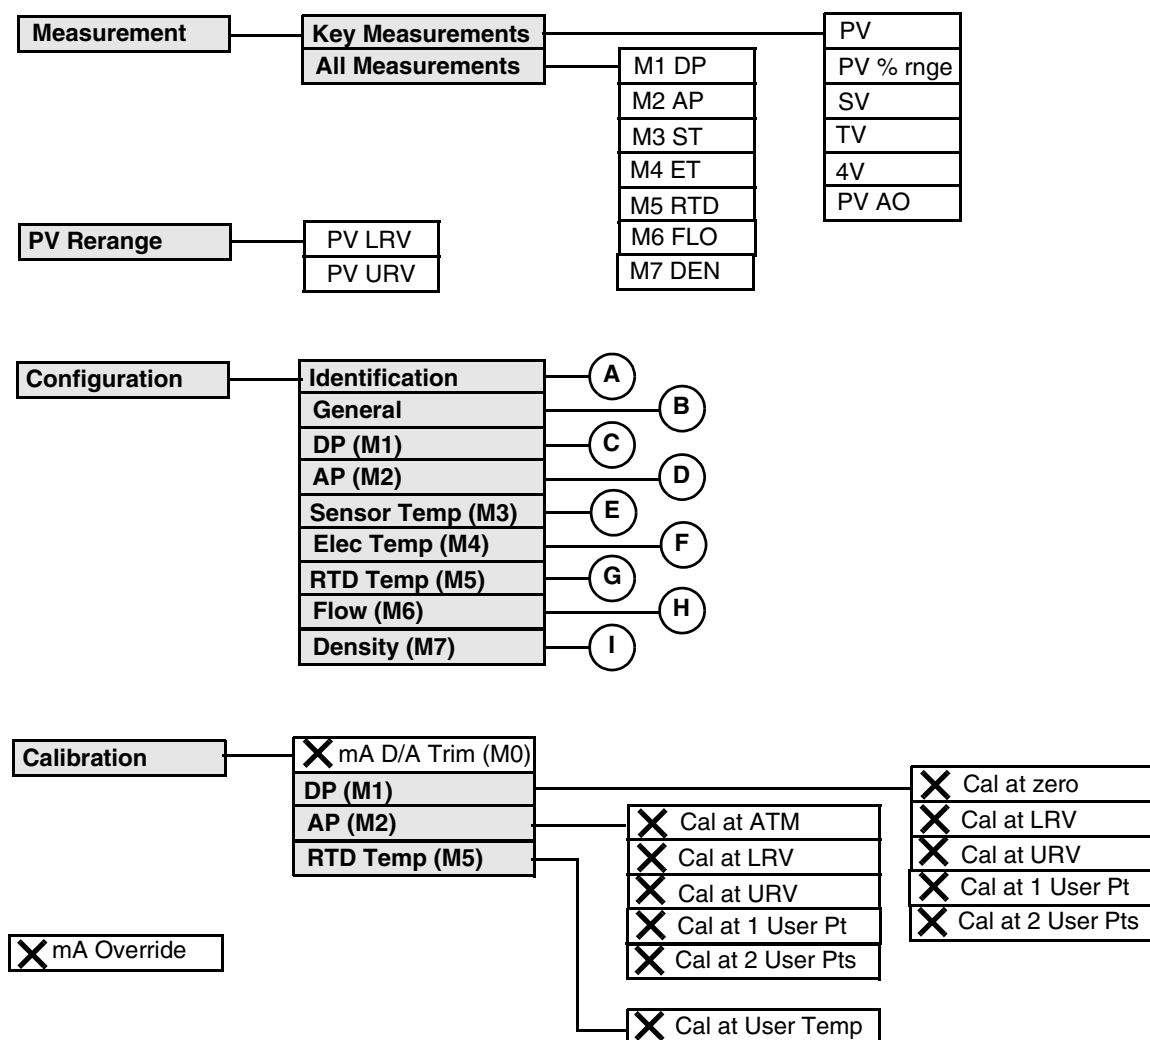 Measurement
Key Measurements
All Measurements
PV
PV % rnge
SV
TV
4V
PV AO
M1 DP
M2 AP
M3 ST
M4 ET
M5 RTD
M6 FLO
M7 DEN
PV Rerange
PV LRV
PV URV
Configuration
Identification
A
General
B
DP (M1)
C
AP (M2)
D
Sensor Temp (M3)
E
Elec Temp (M4)
F
RTD Temp (M5)
G
Flow (M6)
H
Density (M7)
I
Calibration
mA D/A Trim (M0)
DP (M1)
AP (M2)
RTD Temp (M5)
Cal at zero
Cal at LRV
Cal at URV
Cal at 1 User Pt
Cal at 2 User Pts
Cal at ATM
Cal at LRV
Cal at URV
Cal at 1 User Pt
Cal at 2 User Pts
Cal at User Temp
mA Override